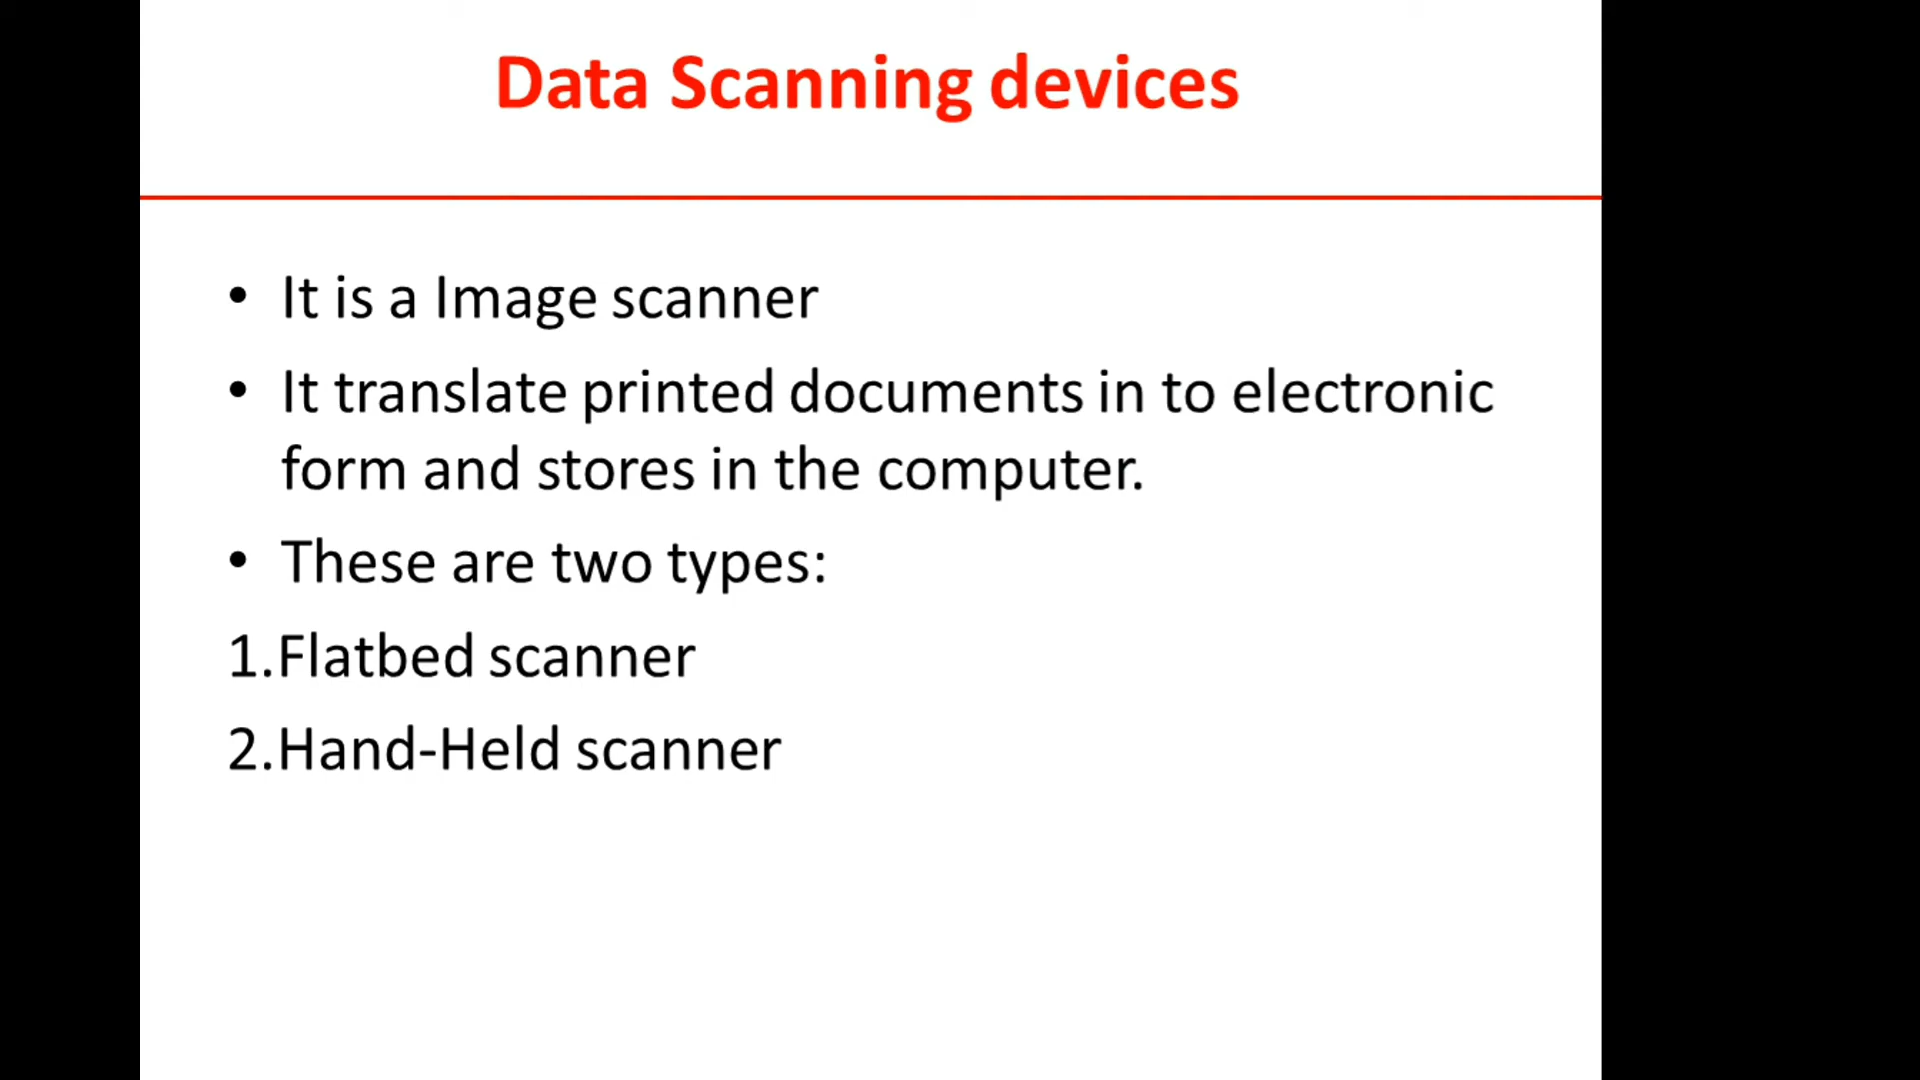 Data Scanning devices
• It is a Image scanner
• It translate printed documents in to electronic
form and stores in the computer.
• These are two types:
1.Flatbed scanner
2.Hand-Held scanner